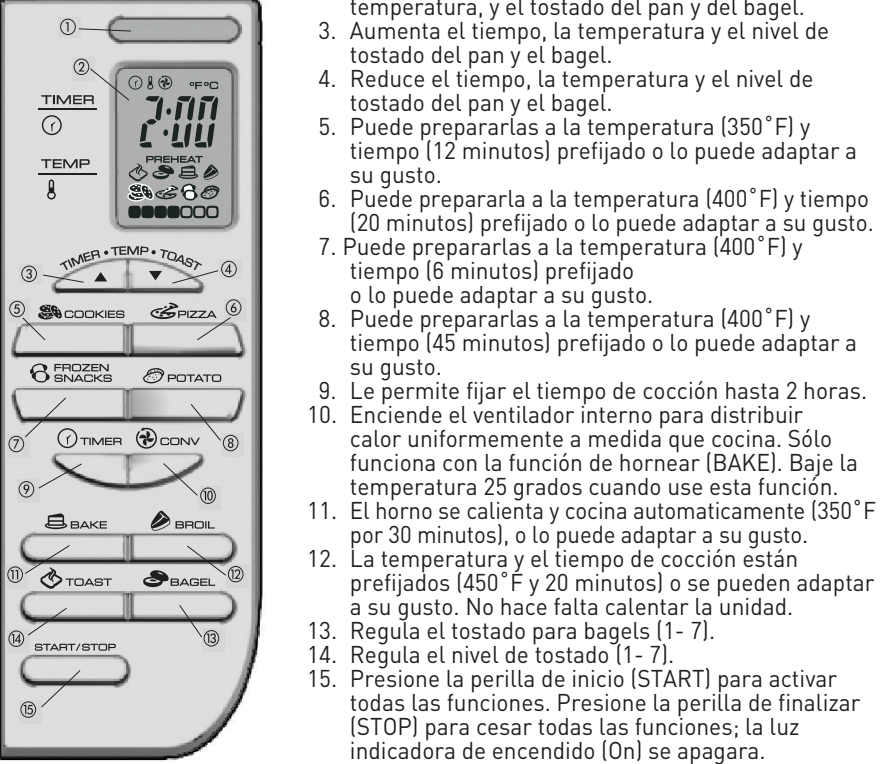 ①
②
TIMER
TEMP
°F°C
2:00
PREHEAT
TIMER • TEMP • TOAST
③ ▲ ▼ ④
⑤ COOKIES PIZZA ⑥
FROZEN
SNACKS
POTATO
⑦ ⑧
TIMER CONV
⑨ ⑩
BAKE BROIL
⑪ ⑫
TOAST BAGEL
⑭ ⑬
START/STOP
⑮
temperatura, y el tostado del pan y del bagel.
3. Aumenta el tiempo, la temperatura y el nivel de
tostado del pan y el bagel.
4. Reduce el tiempo, la temperatura y el nivel de
tostado del pan y el bagel.
5. Puede prepararlas a la temperatura (350˚F) y
tiempo (12 minutos) prefijado o lo puede adaptar a
su gusto.
6. Puede prepararla a la temperatura (400˚F) y tiempo
(20 minutos) prefijado o lo puede adaptar a su gusto.
7. Puede prepararlas a la temperatura (400˚F) y
tiempo (6 minutos) prefijado
o lo puede adaptar a su gusto.
8. Puede prepararlas a la temperatura (400˚F) y
tiempo (45 minutos) prefijado o lo puede adaptar a
su gusto.
9. Le permite fijar el tiempo de cocción hasta 2 horas.
10. Enciende el ventilador interno para distribuir
calor uniformemente a medida que cocina. Sólo
funciona con la función de hornear (BAKE). Baje la
temperatura 25 grados cuando use esta función.
11. El horno se calienta y cocina automaticamente (350˚F
por 30 minutos), o lo puede adaptar a su gusto.
12. La temperatura y el tiempo de cocción están
prefijados (450˚F y 20 minutos) o se pueden adaptar
a su gusto. No hace falta calentar la unidad.
13. Regula el tostado para bagels (1- 7).
14. Regula el nivel de tostado (1- 7).
15. Presione la perilla de inicio (START) para activar
todas las funciones. Presione la perilla de finalizar
(STOP) para cesar todas las funciones; la luz
indicadora de encendido (On) se apagara.